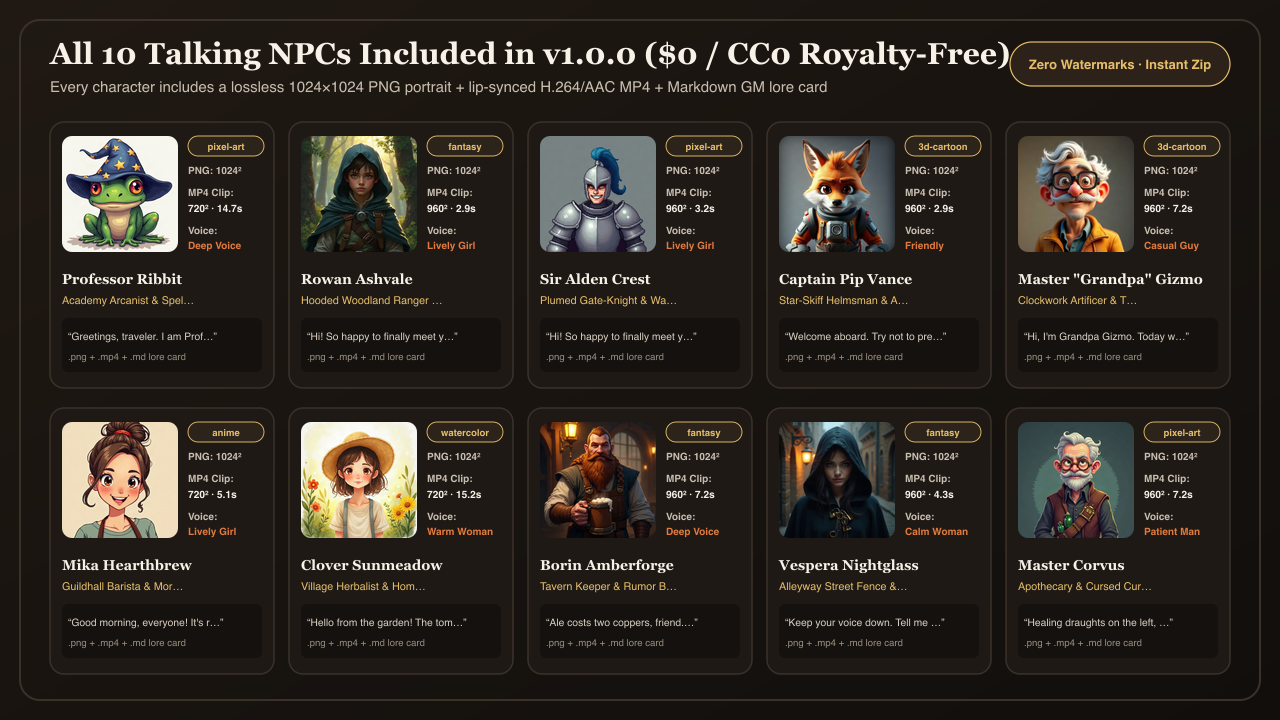 All 10 Talking NPCs Included in v1.0.0 ($0 / CC0 Royalty-Free)
Zero Watermarks · Instant Zip
Every character includes a lossless 1024×1024 PNG portrait + lip-synced H.264/AAC MP4 + Markdown GM lore card
pixel-art
PNG: 1024²
MP4 Clip:
720² · 14.7s
Voice:
Deep Voice
Professor Ribbit
Academy Arcanist & Spel…
“Greetings, traveler. I am Prof…”
.png + .mp4 + .md lore card
fantasy
PNG: 1024²
MP4 Clip:
960² · 2.9s
Voice:
Lively Girl
Rowan Ashvale
Hooded Woodland Ranger …
“Hi! So happy to finally meet y…”
.png + .mp4 + .md lore card
pixel-art
PNG: 1024²
MP4 Clip:
960² · 3.2s
Voice:
Lively Girl
Sir Alden Crest
Plumed Gate-Knight & Wa…
“Hi! So happy to finally meet y…”
.png + .mp4 + .md lore card
3d-cartoon
PNG: 1024²
MP4 Clip:
960² · 2.9s
Voice:
Friendly
Captain Pip Vance
Star-Skiff Helmsman & A…
“Welcome aboard. Try not to pre…”
.png + .mp4 + .md lore card
3d-cartoon
PNG: 1024²
MP4 Clip:
960² · 7.2s
Voice:
Casual Guy
Master "Grandpa" Gizmo
Clockwork Artificer & T…
“Hi, I'm Grandpa Gizmo. Today w…”
.png + .mp4 + .md lore card
anime
PNG: 1024²
MP4 Clip:
720² · 5.1s
Voice:
Lively Girl
Mika Hearthbrew
Guildhall Barista & Mor…
“Good morning, everyone! It's r…”
.png + .mp4 + .md lore card
watercolor
PNG: 1024²
MP4 Clip:
720² · 15.2s
Voice:
Warm Woman
Clover Sunmeadow
Village Herbalist & Hom…
“Hello from the garden! The tom…”
.png + .mp4 + .md lore card
fantasy
PNG: 1024²
MP4 Clip:
960² · 7.2s
Voice:
Deep Voice
Borin Amberforge
Tavern Keeper & Rumor B…
“Ale costs two coppers, friend.…”
.png + .mp4 + .md lore card
fantasy
PNG: 1024²
MP4 Clip:
960² · 4.3s
Voice:
Calm Woman
Vespera Nightglass
Alleyway Street Fence &…
“Keep your voice down. Tell me …”
.png + .mp4 + .md lore card
pixel-art
PNG: 1024²
MP4 Clip:
960² · 7.2s
Voice:
Patient Man
Master Corvus
Apothecary & Cursed Cur…
“Healing draughts on the left, …”
.png + .mp4 + .md lore card